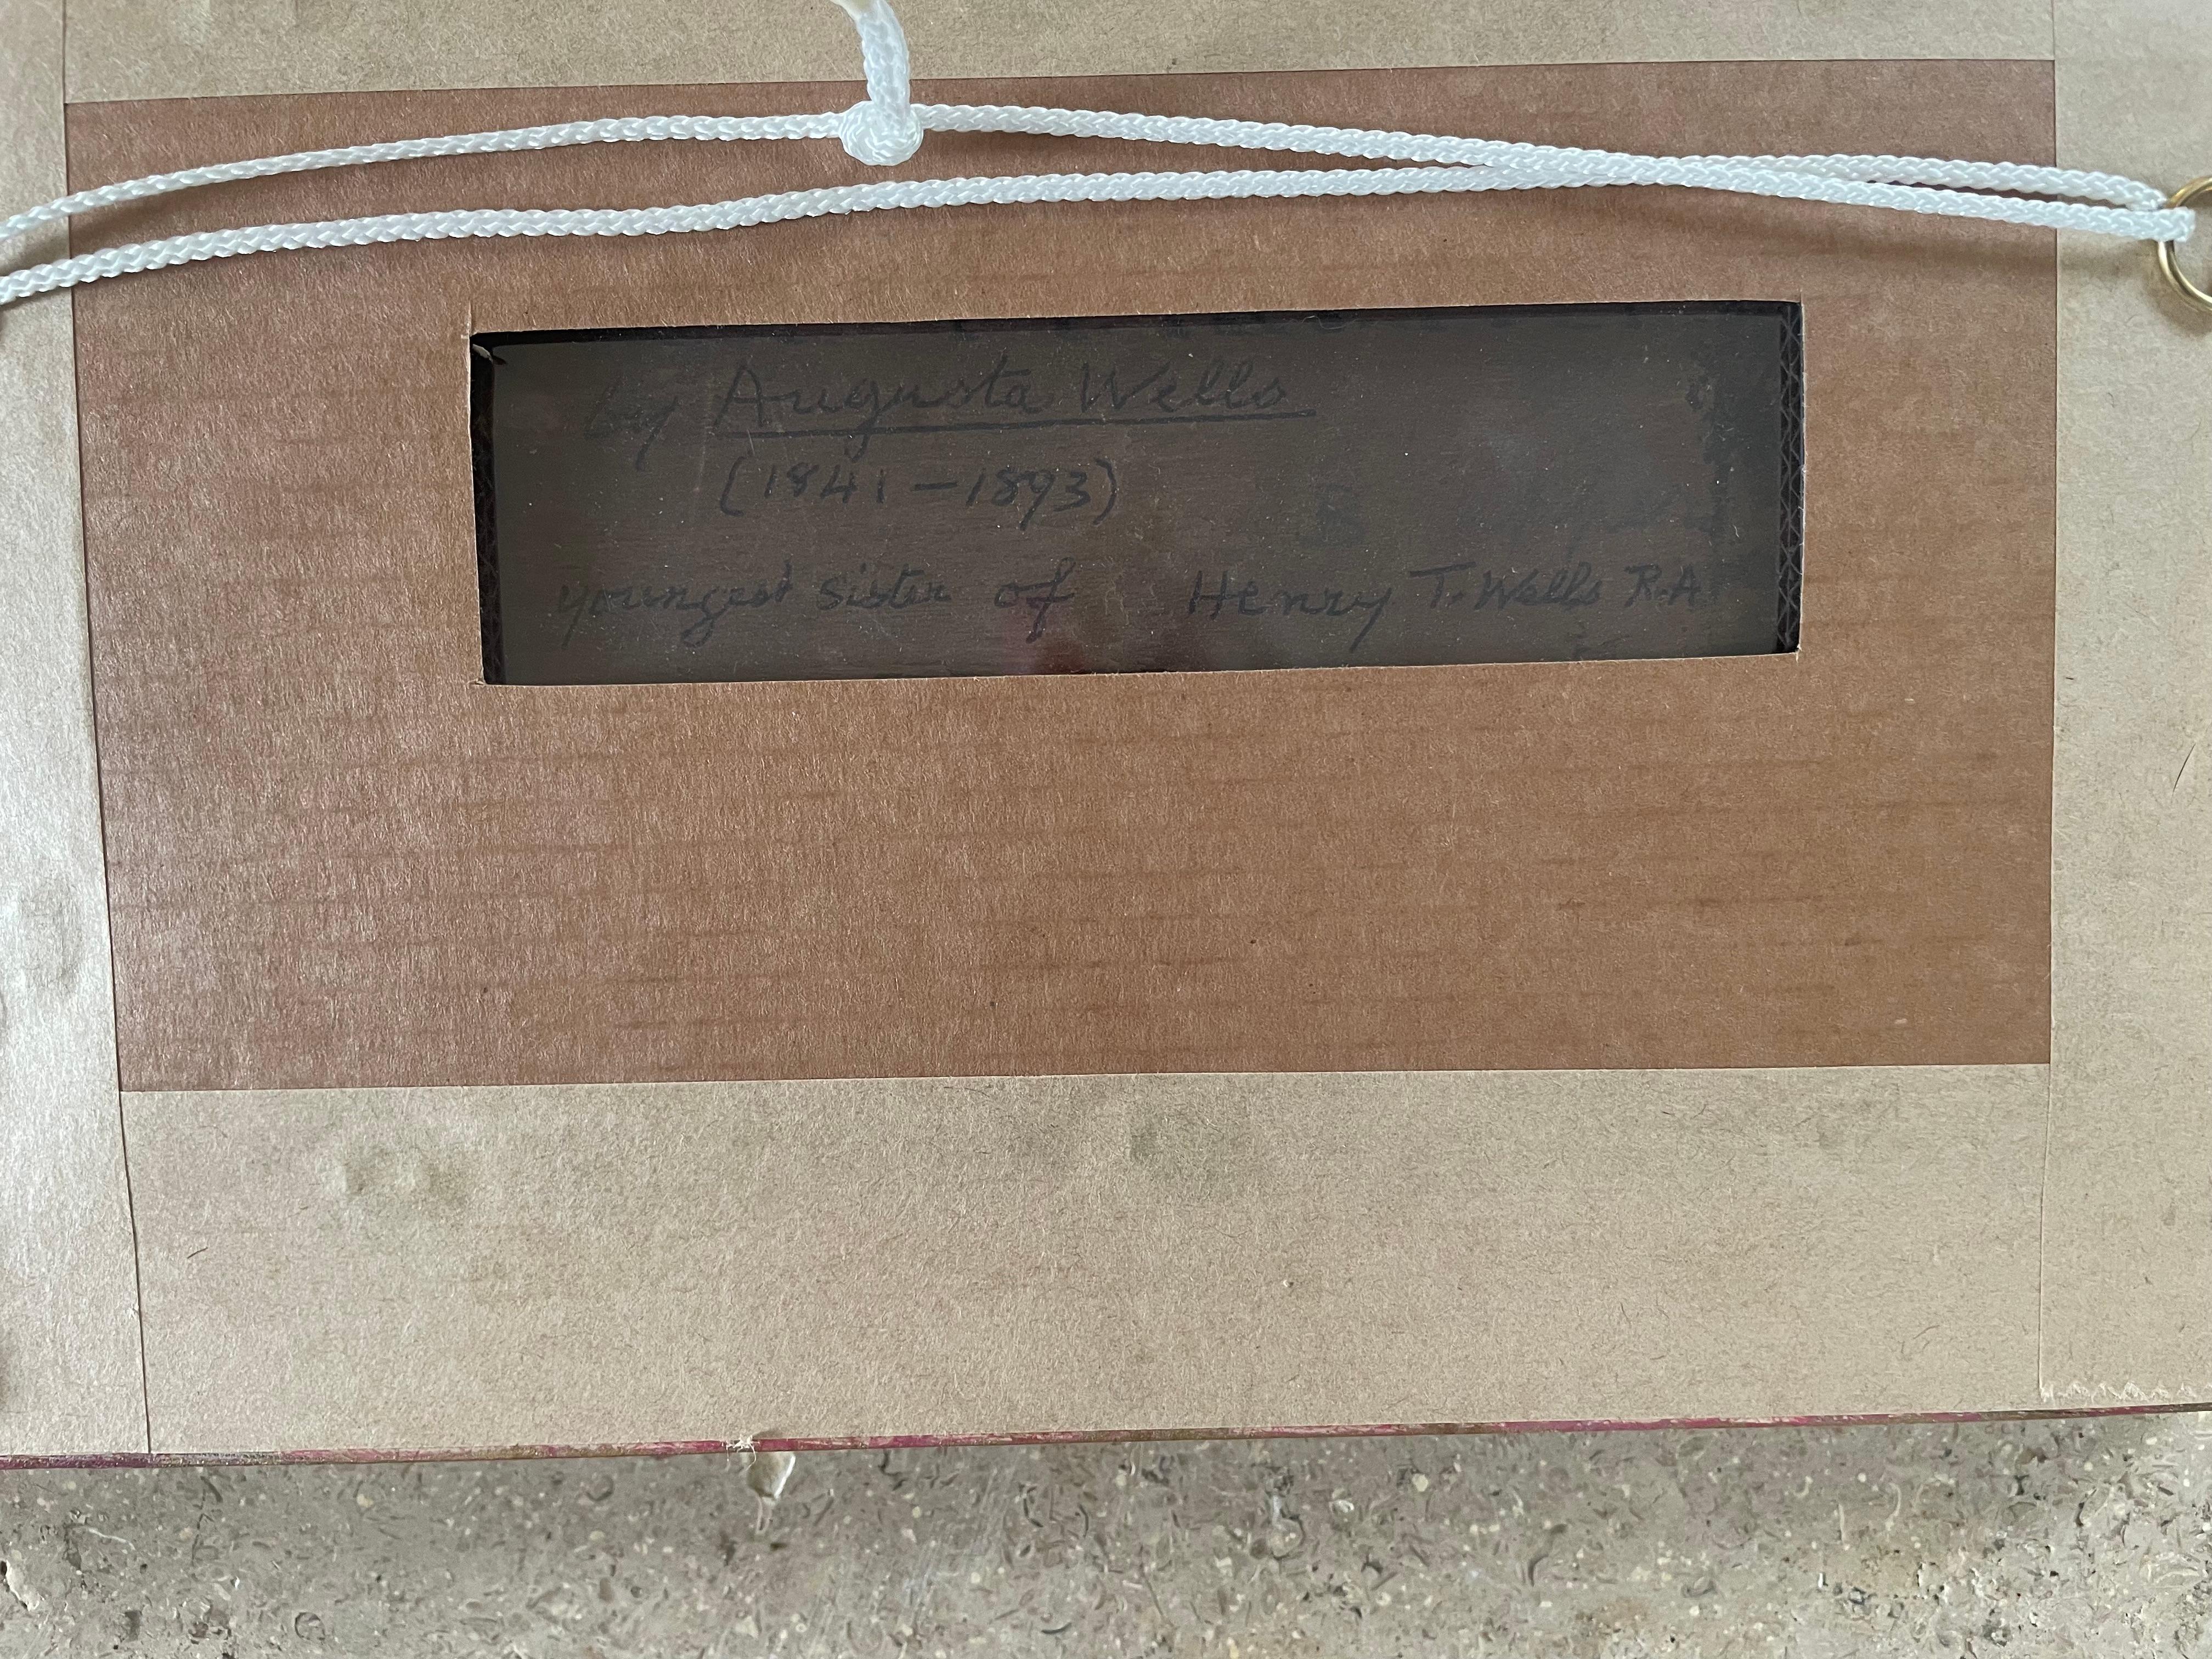 by Augusta Wells
(1841-1893)
youngest sister of Henry T. Wells R.A.